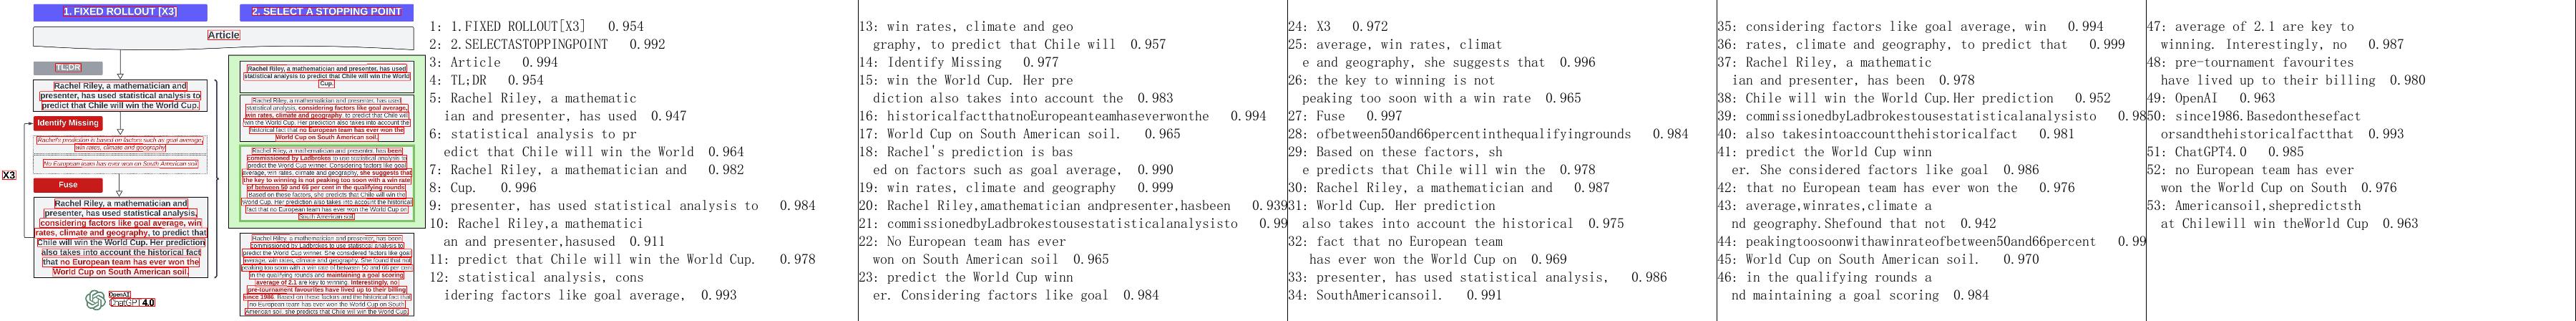 1. FIXED ROLLOUT [X3]
2. SELECT A STOPPING POINT
Article
TL;DR
Rachel Riley, a mathematician and
presenter, has used statistical analysis to
predict that Chile will win the World Cup.
Identify Missing
Rachel's prediction is based on factors such as goal average,
win rates, climate and geography
No European team has ever won on South American soil
X3
Fuse
Rachel Riley, a mathematician and
presenter, has used statistical analysis,
considering factors like goal average, win
rates, climate and geography, to predict that
Chile will win the World Cup. Her prediction
also takes into account the historical fact
that no European team has ever won the
World Cup on South American soil.
OpenAI
ChatGPT 4.0
Rachel Riley, a mathematician and presenter, has used
statistical analysis to predict that Chile will win the World
Cup.
Rachel Riley, a mathematician and presenter, has used
statistical analysis, considering factors like goal average,
win rates, climate and geography, to predict that Chile will
win the World Cup. Her prediction also takes into account the
historical fact that no European team has ever won the
World Cup on South American soil.
Rachel Riley, a mathematician and presenter, has been
commissioned by Ladbrokes to use statistical analysis to
predict the World Cup winner. Considering factors like goal
average, win rates, climate and geography, she suggests that
the key to winning is not peaking too soon with a win rate
of between 50 and 66 per cent in the qualifying rounds.
Based on these factors, she predicts that Chile will win the
World Cup. Her prediction also takes into account the historical
fact that no European team has ever won the World Cup on
South American soil.
Rachel Riley, a mathematician and presenter, has been
commissioned by Ladbrokes to use statistical analysis to
predict the World Cup winner. She considered factors like goal
average, win rates, climate and geography. She found that not
peaking too soon with a win rate of between 50 and 66 per cent
in the qualifying rounds and maintaining a goal scoring
average of 2.1 are key to winning. Interestingly, no
pre-tournament favourites have lived up to their billing
since 1986. Based on these factors and the historical fact that
no European team has ever won the World Cup on South
American soil, she predicts that Chile will win the World Cup.
1: 1.FIXED ROLLOUT[X3] 0.954
2: 2.SELECTASTOPPINGPOINT 0.992
3: Article 0.994
4: TL;DR 0.954
5: Rachel Riley, a mathematic
ian and presenter, has used 0.947
6: statistical analysis to pr
edict that Chile will win the World 0.964
7: Rachel Riley, a mathematician and 0.982
8: Cup. 0.996
9: presenter, has used statistical analysis to 0.984
10: Rachel Riley,a mathematici
an and presenter,hasused 0.911
11: predict that Chile will win the World Cup. 0.978
12: statistical analysis, cons
idering factors like goal average, 0.993
13: win rates, climate and geo
graphy, to predict that Chile will 0.957
14: Identify Missing 0.977
15: win the World Cup. Her pre
diction also takes into account the 0.983
16: historicalfactthatnoEuropeanteamhaseverwonthe 0.994
17: World Cup on South American soil. 0.965
18: Rachel's prediction is bas
ed on factors such as goal average, 0.990
19: win rates, climate and geography 0.999
20: Rachel Riley,amathematician andpresenter,hasbeen 0.939
21: commissionedbyLadbrokestousestatisticalanalysisto 0.99
22: No European team has ever
won on South American soil 0.965
23: predict the World Cup winn
er. Considering factors like goal 0.984
24: X3 0.972
25: average, win rates, climat
e and geography, she suggests that 0.996
26: the key to winning is not
peaking too soon with a win rate 0.965
27: Fuse 0.997
28: ofbetween50and66percentinthequalifyingrounds 0.984
29: Based on these factors, sh
e predicts that Chile will win the 0.978
30: Rachel Riley, a mathematician and 0.987
31: World Cup. Her prediction
also takes into account the historical 0.975
32: fact that no European team
has ever won the World Cup on 0.969
33: presenter, has used statistical analysis, 0.986
34: SouthAmericansoil. 0.991
35: considering factors like goal average, win 0.994
36: rates, climate and geography, to predict that 0.999
37: Rachel Riley, a mathematic
ian and presenter, has been 0.978
38: Chile will win the World Cup.Her prediction 0.952
39: commissionedbyLadbrokestousestatisticalanalysisto 0.985
40: also takesintoaccountthehistoricalfact 0.981
41: predict the World Cup winn
er. She considered factors like goal 0.986
42: that no European team has ever won the 0.976
43: average,winrates,climate a
nd geography.Shefound that not 0.942
44: peakingtoosoonwithawinrateofbetween50and66percent 0.99
45: World Cup on South American soil. 0.970
46: in the qualifying rounds a
nd maintaining a goal scoring 0.984
47: average of 2.1 are key to
winning. Interestingly, no 0.987
48: pre-tournament favourites
have lived up to their billing 0.980
49: OpenAI 0.963
50: since1986.Basedonthesefact
orsandthehistoricalfactthat 0.993
51: ChatGPT4.0 0.985
52: no European team has ever
won the World Cup on South 0.976
53: Americansoil,shepredictsth
at Chilewill win theWorld Cup 0.963